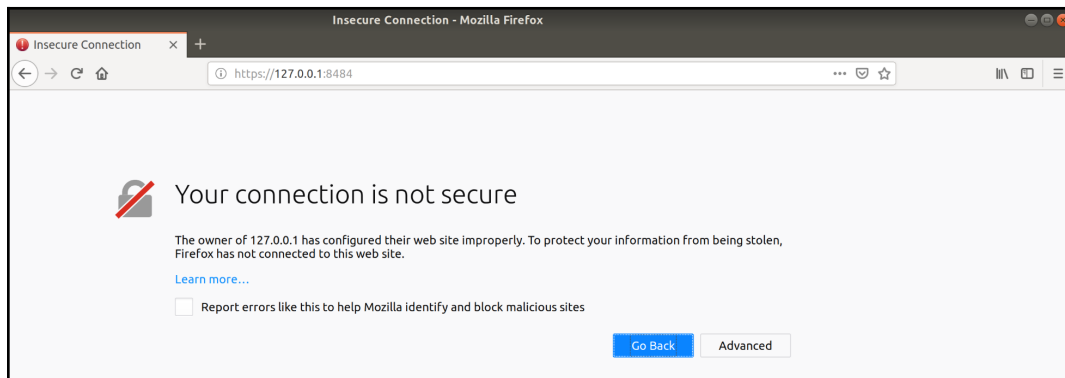 Insecure Connection - Mozilla Firefox
Insecure Connection
https://127.0.0.1:8484
Your connection is not secure
The owner of 127.0.0.1 has configured their web site improperly. To protect your information from being stolen,
Firefox has not connected to this web site.
Learn more…
Report errors like this to help Mozilla identify and block malicious sites
Go Back Advanced